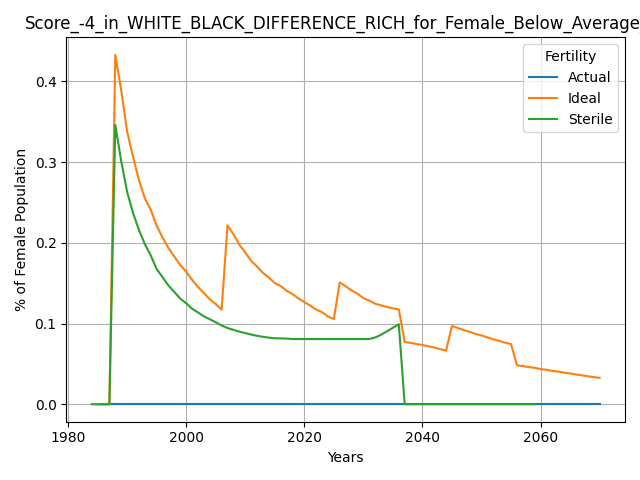 Score_-4_in_WHITE_BLACK_DIFFERENCE_RICH_for_Female_Below_Average
Fertility
Actual
Ideal
Sterile
% of Female Population
0.4
0.3
0.2
0.1
0.0
1980
2000
2020
2040
2060
Years